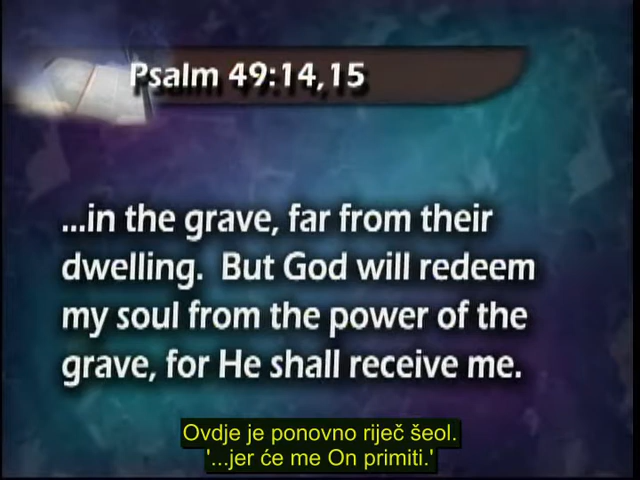 Psalm 49:14,15
...in the grave, far from their
dwelling.  But God will redeem
my soul from the power of the
grave, for He shall receive me.
Ovdje je ponovno riječ šeol.
'...jer će me On primiti.'